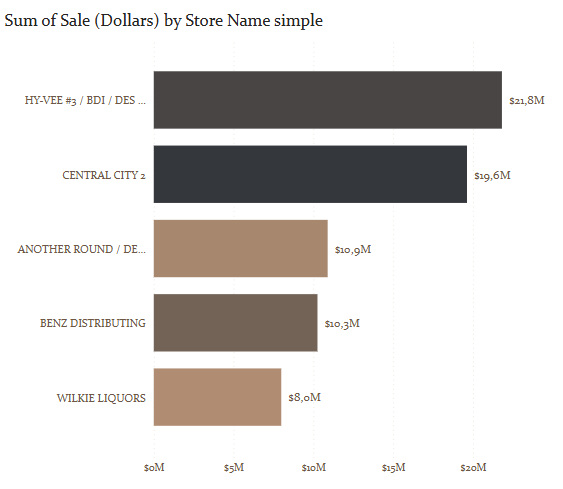 Sum of Sale (Dollars) by Store Name simple
HY-VEE #3 / BDI / DES ...
$21,8M
CENTRAL CITY 2
$19,6M
ANOTHER ROUND / DE...
$10,9M
BENZ DISTRIBUTING
$10,3M
WILKIE LIQUORS
$8,0M
$0M $5M $10M $15M $20M